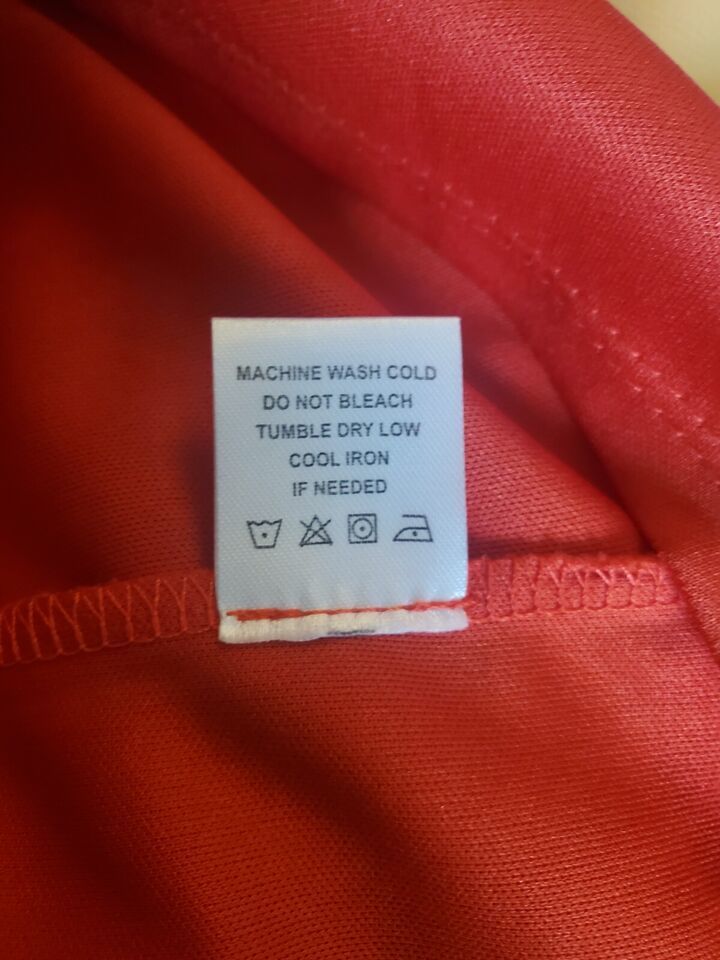 MACHINE WASH COLD
DO NOT BLEACH
TUMBLE DRY LOW
COOL IRON
IF NEEDED